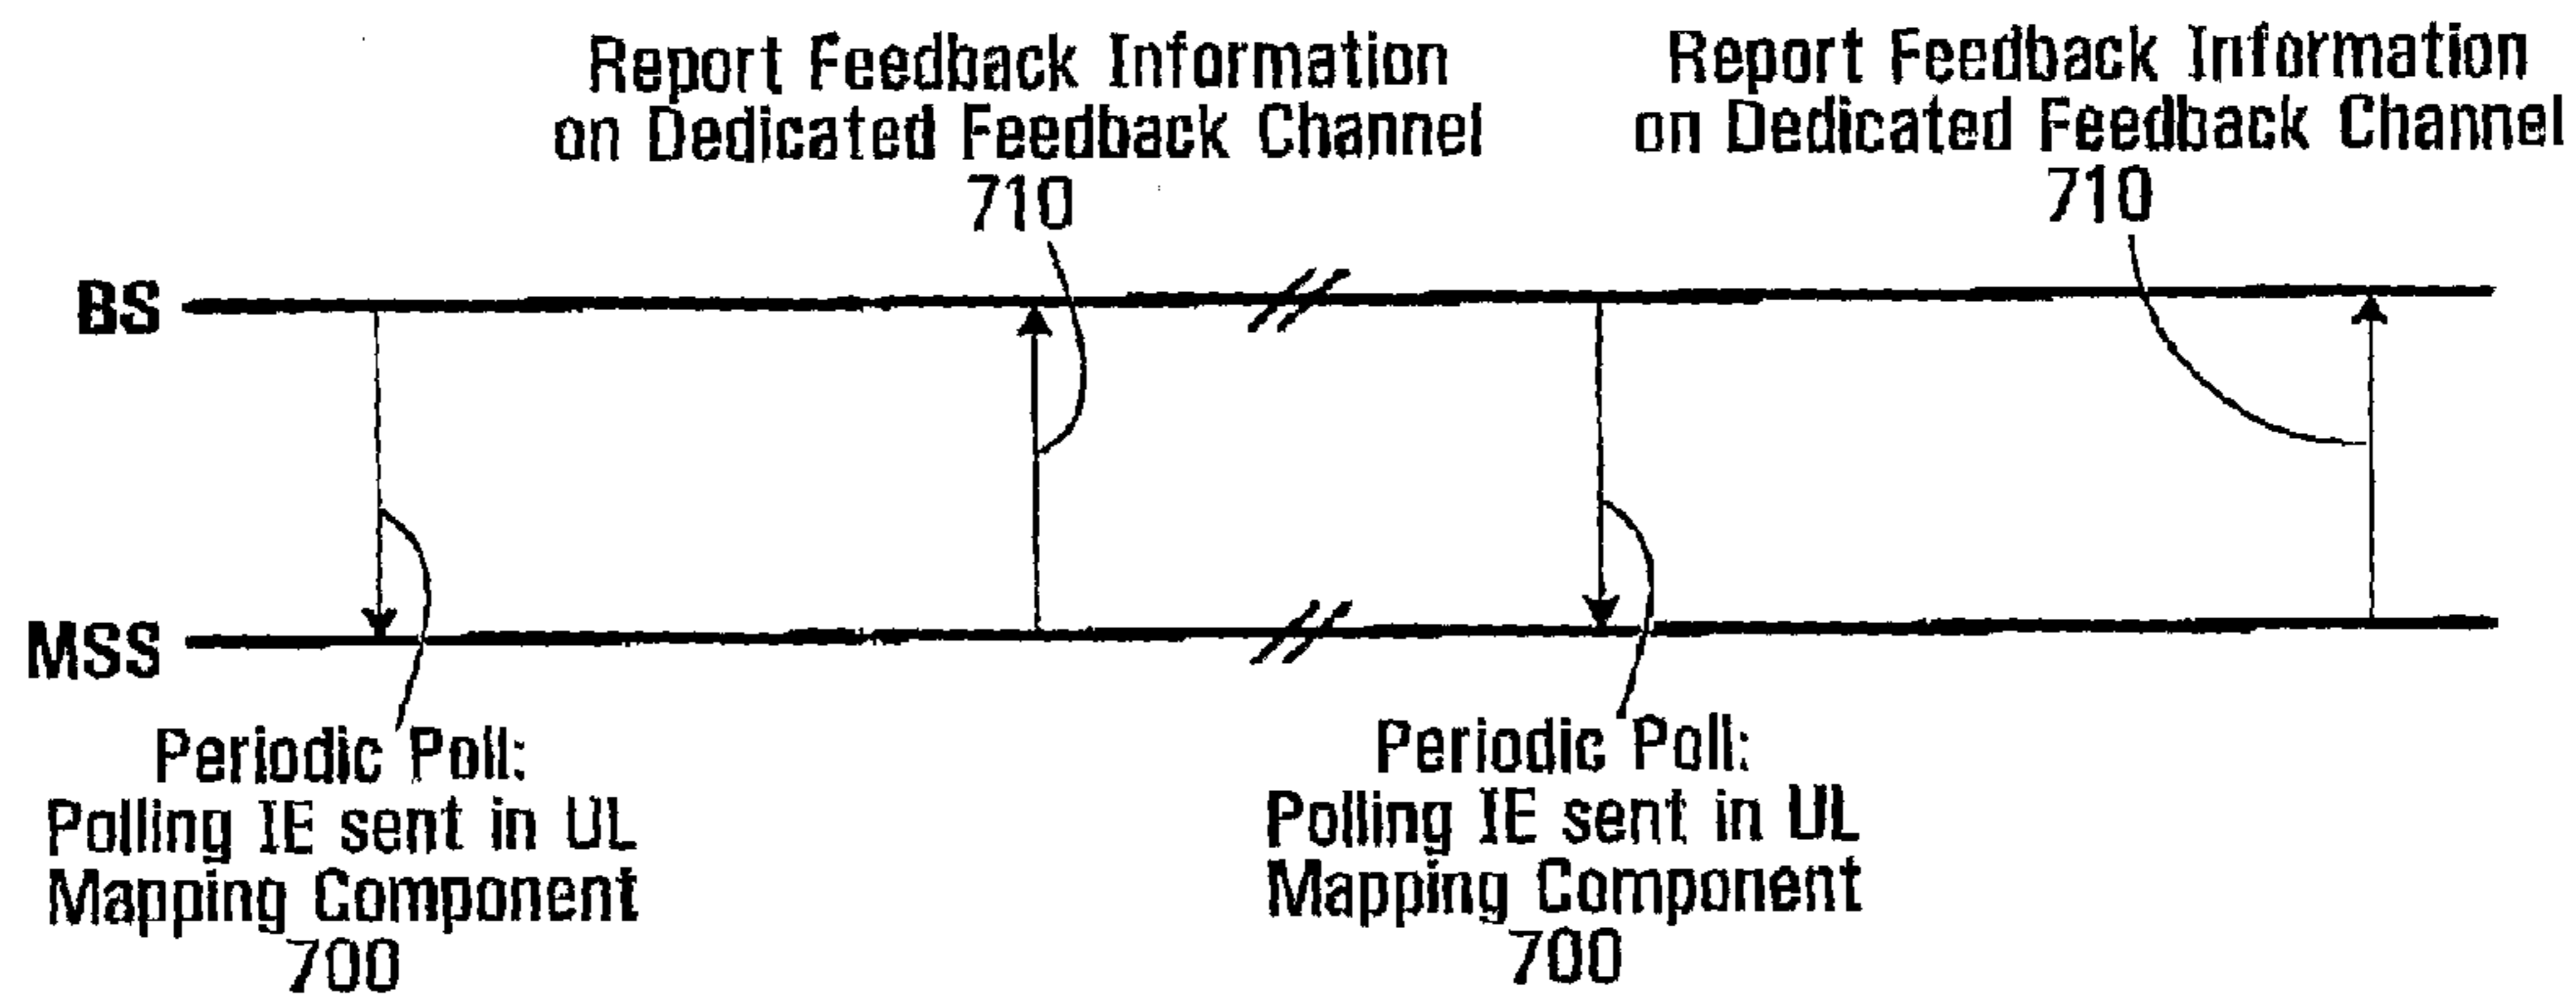 Report Feedback Information
on Dedicated Feedback Channel
710
Report Feedback Information
on Dedicated Feedback Channel
710
BS
MSS
Periodic Poll:
Polling IE sent in UL
Mapping Component
700
Periodic Poll:
Polling IE sent in UL
Mapping Component
700